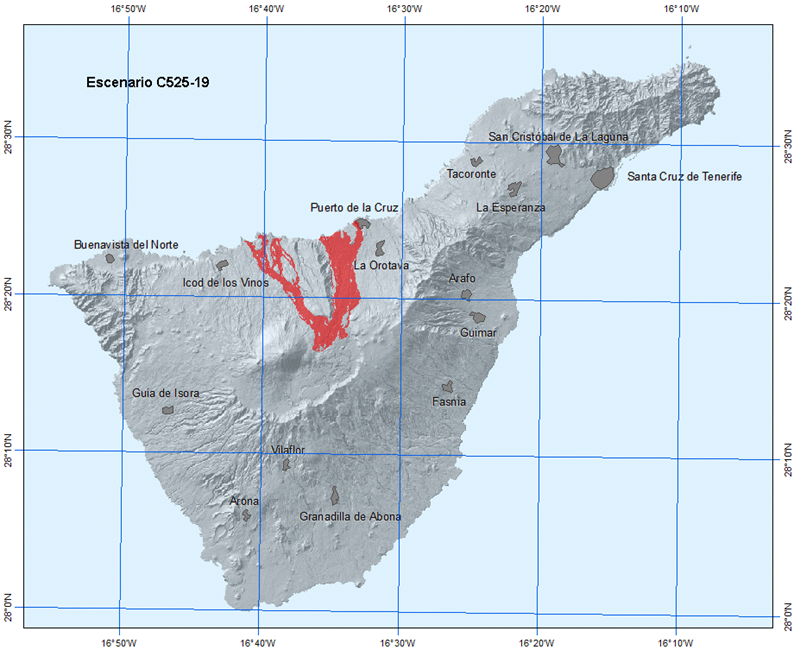 16°50'W
16°40'W
16°30'W
16°20'W
16°10'W
Escenario C525-19
28°30'N
28°30'N
San Cristóbal de La Laguna
Tacoronte
Santa Cruz de Tenerife
La Esperanza
Puerto de la Cruz
Buenavista del Norte
La Orotava
Icod de los Vinos
Arafo
28°20'N
28°20'N
Guimar
Guia de Isora
Fasnia
28°10'N
28°10'N
Vilaflor
Arona
Granadilla de Abona
28°0'N
28°0'N
16°50'W
16°40'W
16°30'W
16°20'W
16°10'W